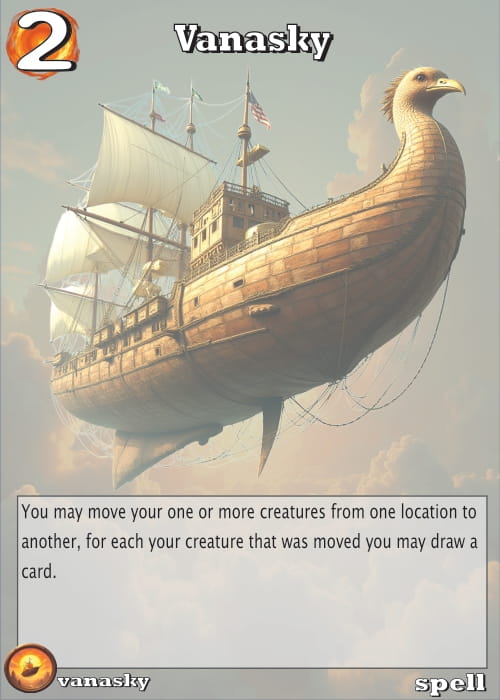 2
Vanasky
You may move your one or more creatures from one location to
another, for each your creature that was moved you may draw a
card.
vanasky
spell